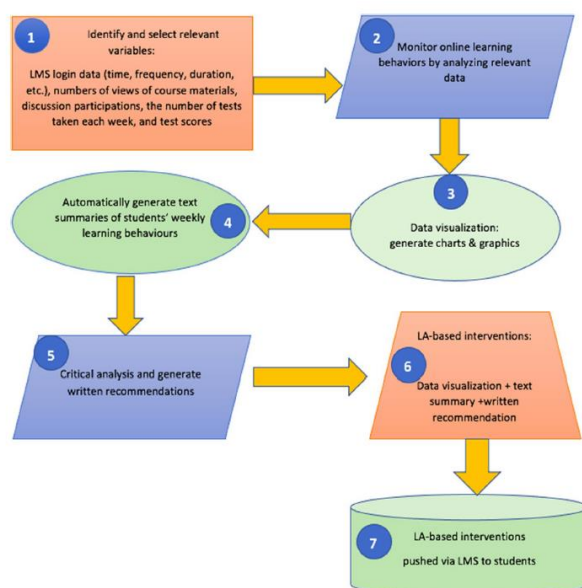 1
Identify and select relevant
variables:
LMS login data (time, frequency, duration,
etc.), numbers of views of course materials,
discussion participations, the number of tests
taken each week, and test scores
2
Monitor online learning
behaviors by analyzing relevant
data
3
Data visualization:
generate charts & graphics
Automatically generate text
summaries of students' weekly
learning behaviours
4
5
Critical analysis and generate
written recommendations
LA-based interventions:
6
Data visualization + text
summary +written
recommendation
7
LA-based interventions
pushed via LMS to students